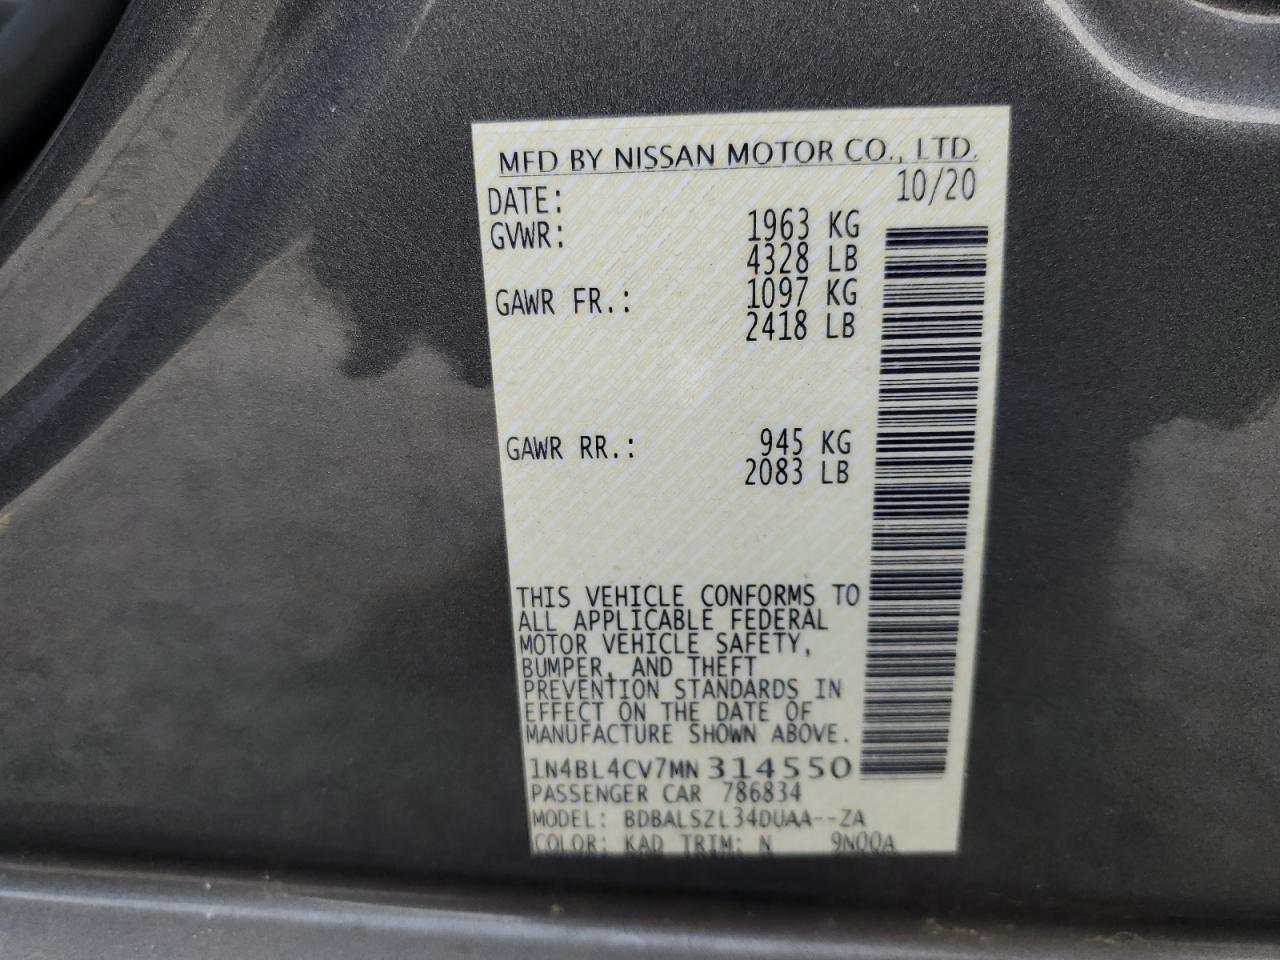 MFD BY NISSAN MOTOR CO., LTD.
DATE: 10/20
GVWR: 1963 KG
4328 LB
GAWR FR.: 1097 KG
2418 LB
GAWR RR.: 945 KG
2083 LB
THIS VEHICLE CONFORMS TO
ALL APPLICABLE FEDERAL
MOTOR VEHICLE SAFETY,
BUMPER, AND THEFT
PREVENTION STANDARDS IN
EFFECT ON THE DATE OF
MANUFACTURE SHOWN ABOVE.
1N4BL4CV7MN314550
PASSENGER CAR 786834
MODEL: BDBALSZL34DUAA--ZA
COLOR: KAD TRIM: N